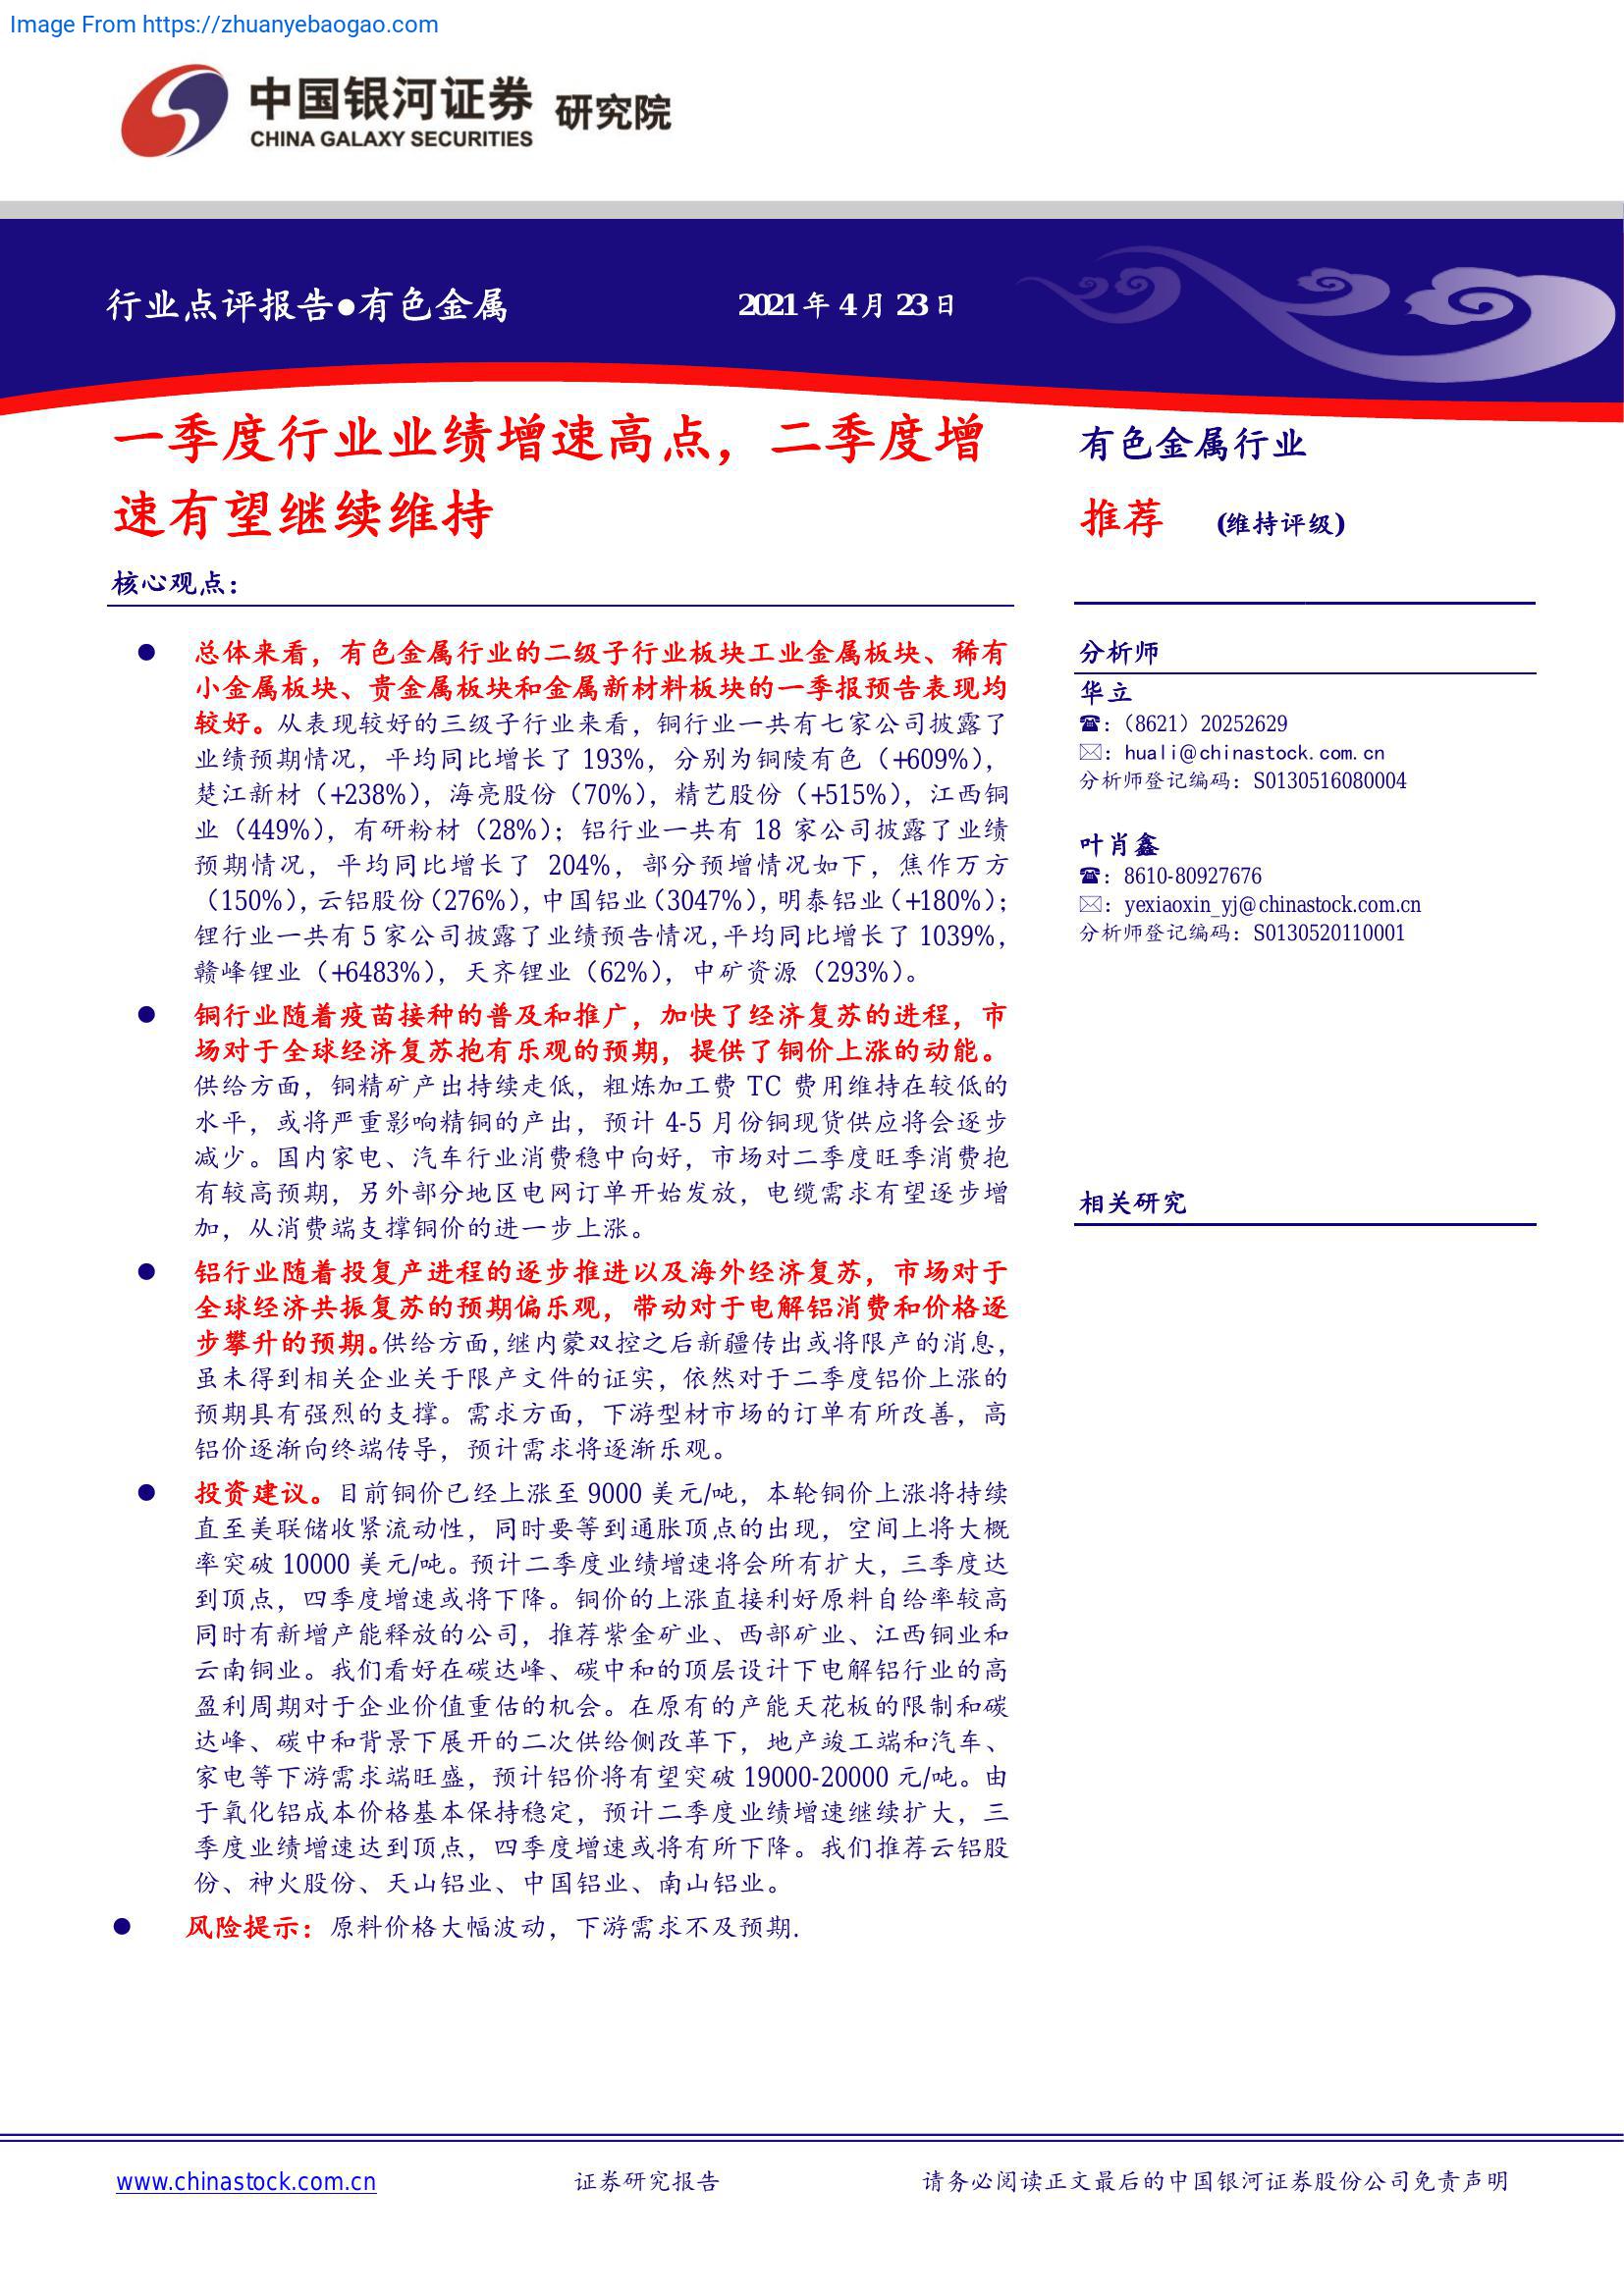 Image From https://zhuanyebaogao.com
中国银河证券 研究院
CHINA GALAXY SECURITIES
行业点评报告●有色金属
2021年4月23日
一季度行业业绩增速高点，二季度增
速有望继续维持
核心观点：
● 总体来看，有色金属行业的二级子行业板块工业金属板块、稀有
小金属板块、贵金属板块和金属新材料板块的一季报预告表现均
较好。从表现较好的三级子行业来看，铜行业一共有七家公司披露了
业绩预期情况，平均同比增长了 193%，分别为铜陵有色（+609%），
楚江新材（+238%），海亮股份（70%），精艺股份（+515%），江西铜
业（449%），有研粉材（28%）；铝行业一共有 18 家公司披露了业绩
预期情况，平均同比增长了 204%，部分预增情况如下，焦作万方
（150%），云铝股份（276%），中国铝业（3047%），明泰铝业（+180%）；
锂行业一共有 5 家公司披露了业绩预告情况，平均同比增长了 1039%，
赣峰锂业（+6483%），天齐锂业（62%），中矿资源（293%）。
● 铜行业随着疫苗接种的普及和推广，加快了经济复苏的进程，市
场对于全球经济复苏抱有乐观的预期，提供了铜价上涨的动能。
供给方面，铜精矿产出持续走低，粗炼加工费 TC 费用维持在较低的
水平，或将严重影响精铜的产出，预计 4-5 月份铜现货供应将会逐步
减少。国内家电、汽车行业消费稳中向好，市场对二季度旺季消费抱
有较高预期，另外部分地区电网订单开始发放，电缆需求有望逐步增
加，从消费端支撑铜价的进一步上涨。
● 铝行业随着投复产进程的逐步推进以及海外经济复苏，市场对于
全球经济共振复苏的预期偏乐观，带动对于电解铝消费和价格逐
步攀升的预期。供给方面，继内蒙双控之后新疆传出或将限产的消息，
虽未得到相关企业关于限产文件的证实，依然对于二季度铝价上涨的
预期具有强烈的支撑。需求方面，下游型材市场的订单有所改善，高
铝价逐渐向终端传导，预计需求将逐渐乐观。
● 投资建议。目前铜价已经上涨至 9000 美元/吨，本轮铜价上涨将持续
直至美联储收紧流动性，同时要等到通胀顶点的出现，空间上将大概
率突破 10000 美元/吨。预计二季度业绩增速将会所有扩大，三季度达
到顶点，四季度增速或将下降。铜价的上涨直接利好原料自给率较高
同时有新增产能释放的公司，推荐紫金矿业、西部矿业、江西铜业和
云南铜业。我们看好在碳达峰、碳中和的顶层设计下电解铝行业的高
盈利周期对于企业价值重估的机会。在原有的产能天花板的限制和碳
达峰、碳中和背景下展开的二次供给侧改革下，地产竣工端和汽车、
家电等下游需求端旺盛，预计铝价将有望突破 19000-20000 元/吨。由
于氧化铝成本价格基本保持稳定，预计二季度业绩增速继续扩大，三
季度业绩增速达到顶点，四季度增速或将有所下降。我们推荐云铝股
份、神火股份、天山铝业、中国铝业、南山铝业。
● 风险提示：原料价格大幅波动，下游需求不及预期.
有色金属行业
推荐 (维持评级)
分析师
华立
☎：（8621）20252629
✉：huali@chinastock.com.cn
分析师登记编码：S0130516080004
叶肖鑫
☎：8610-80927676
✉：yexiaoxin_yj@chinastock.com.cn
分析师登记编码：S0130520110001
相关研究
www.chinastock.com.cn
证券研究报告
请务必阅读正文最后的中国银河证券股份公司免责声明